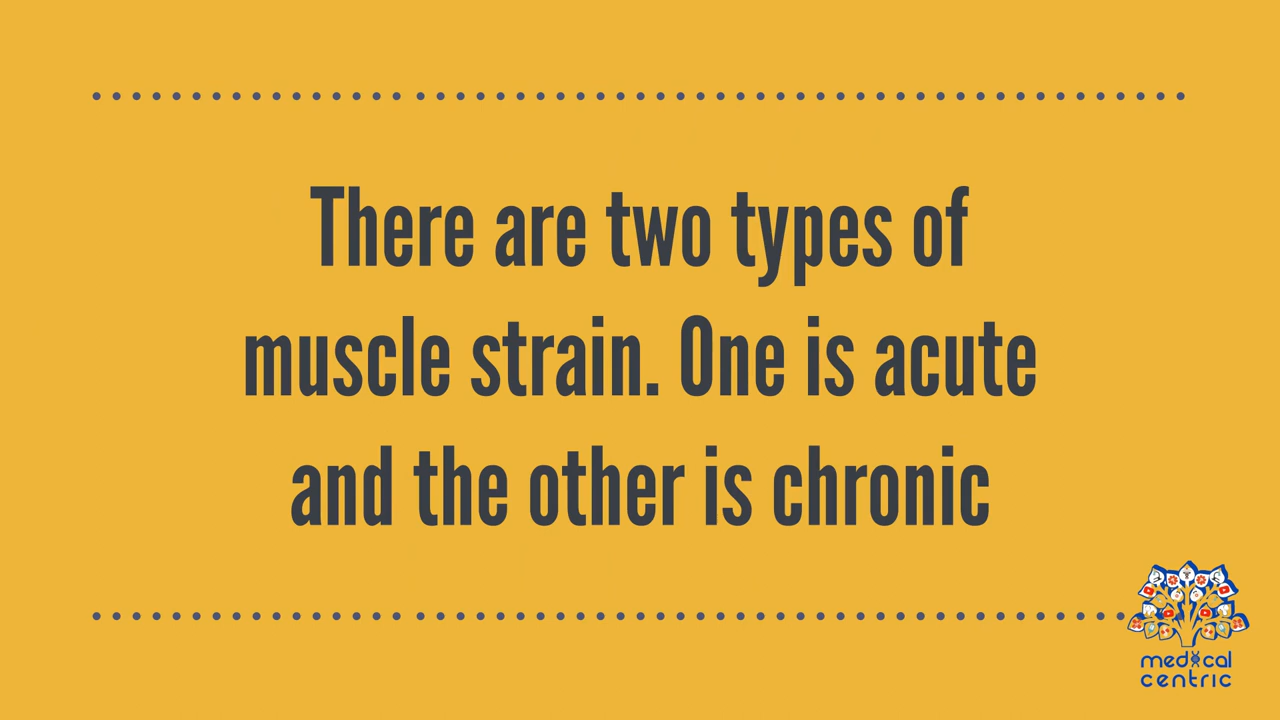 There are two types of
muscle strain. One is acute
and the other is chronic
medical
centric